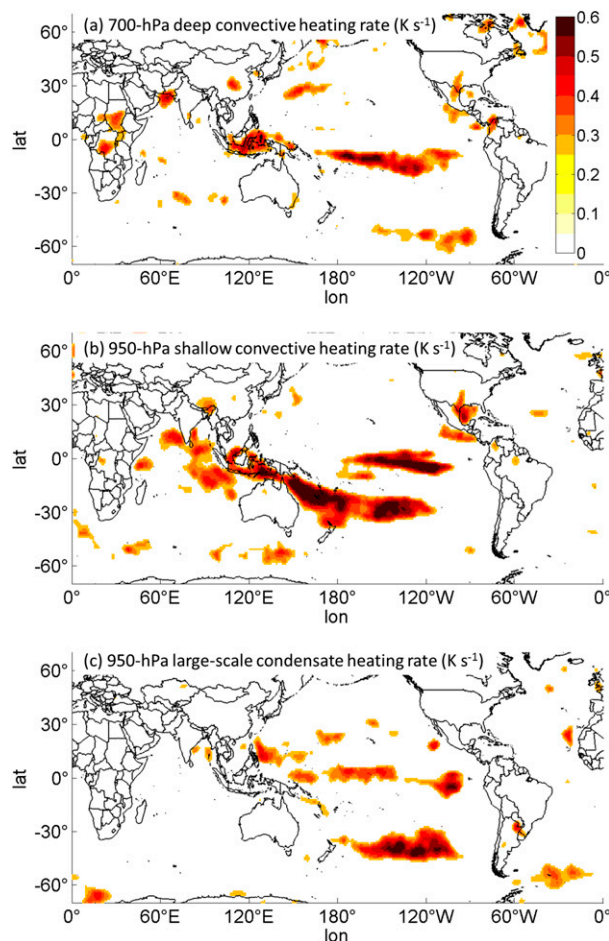 (a) 700-hPa deep convective heating rate (K s⁻¹)
60°
30°
0°
-30°
-60°
lat
0.6
0.5
0.4
0.3
0.2
0.1
0
0° 60°E 120°E 180° 120°W 60°W 0°
lon
(b) 950-hPa shallow convective heating rate (K s⁻¹)
60°
30°
0°
-30°
-60°
lat
0° 60°E 120°E 180° 120°W 60°W 0°
lon
(c) 950-hPa large-scale condensate heating rate (K s⁻¹)
60°
30°
0°
-30°
-60°
lat
0° 60°E 120°E 180° 120°W 60°W 0°
lon